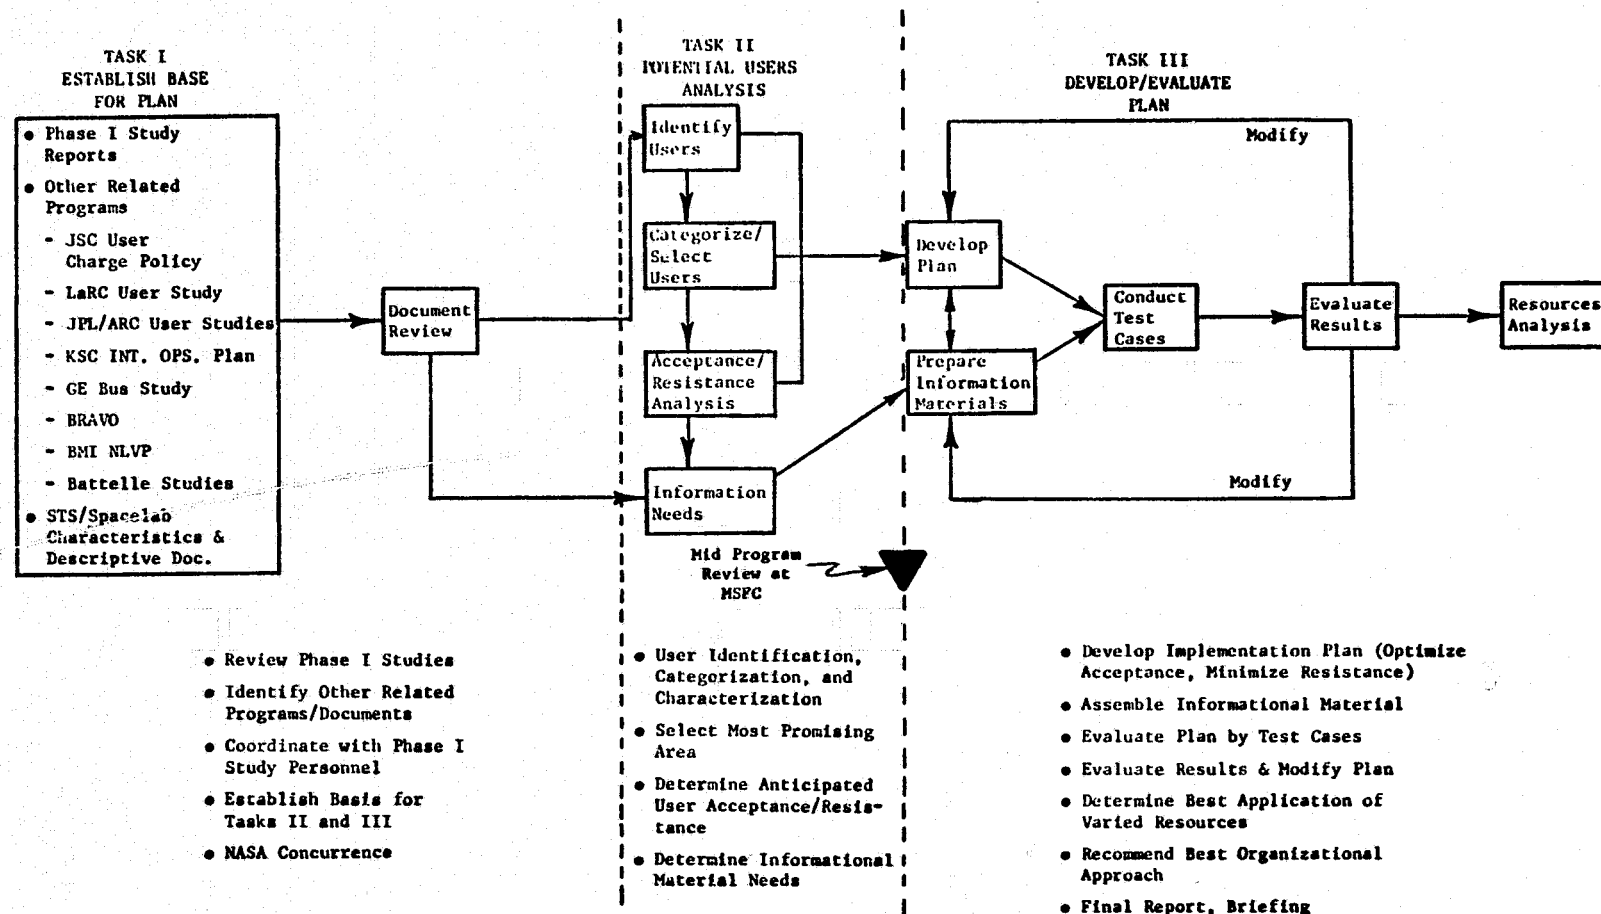 TASK I
ESTABLISH BASE
FOR PLAN
● Phase I Study
Reports
● Other Related
Programs
- JSC User
Charge Policy
- LaRC User Study
- JPL/ARC User Studies
- KSC INT. OPS. Plan
- GE Bus Study
- BRAVO
- BMI NLVP
- Battelle Studies
● STS/Spacelab
Characteristics &
Descriptive Doc.
Document
Review
● Review Phase I Studies
● Identify Other Related
Programs/Documents
● Coordinate with Phase I
Study Personnel
● Establish Basis for
Tasks II and III
● NASA Concurrence
TASK II
POTENTIAL USERS
ANALYSIS
Identify
Users
Categorize/
Select
Users
Acceptance/
Resistance
Analysis
Information
Needs
Mid Program
Review at
MSFC
● User Identification,
Categorization, and
Characterization
● Select Most Promising
Area
● Determine Anticipated
User Acceptance/Resis-
tance
● Determine Informational
Material Needs
TASK III
DEVELOP/EVALUATE
PLAN
Modify
Develop
Plan
Prepare
Information
Materials
Conduct
Test
Cases
Evaluate
Results
Resources
Analysis
Modify
● Develop Implementation Plan (Optimize
Acceptance, Minimize Resistance)
● Assemble Informational Material
● Evaluate Plan by Test Cases
● Evaluate Results & Modify Plan
● Determine Best Application of
Varied Resources
● Recommend Best Organizational
Approach
● Final Report, Briefing